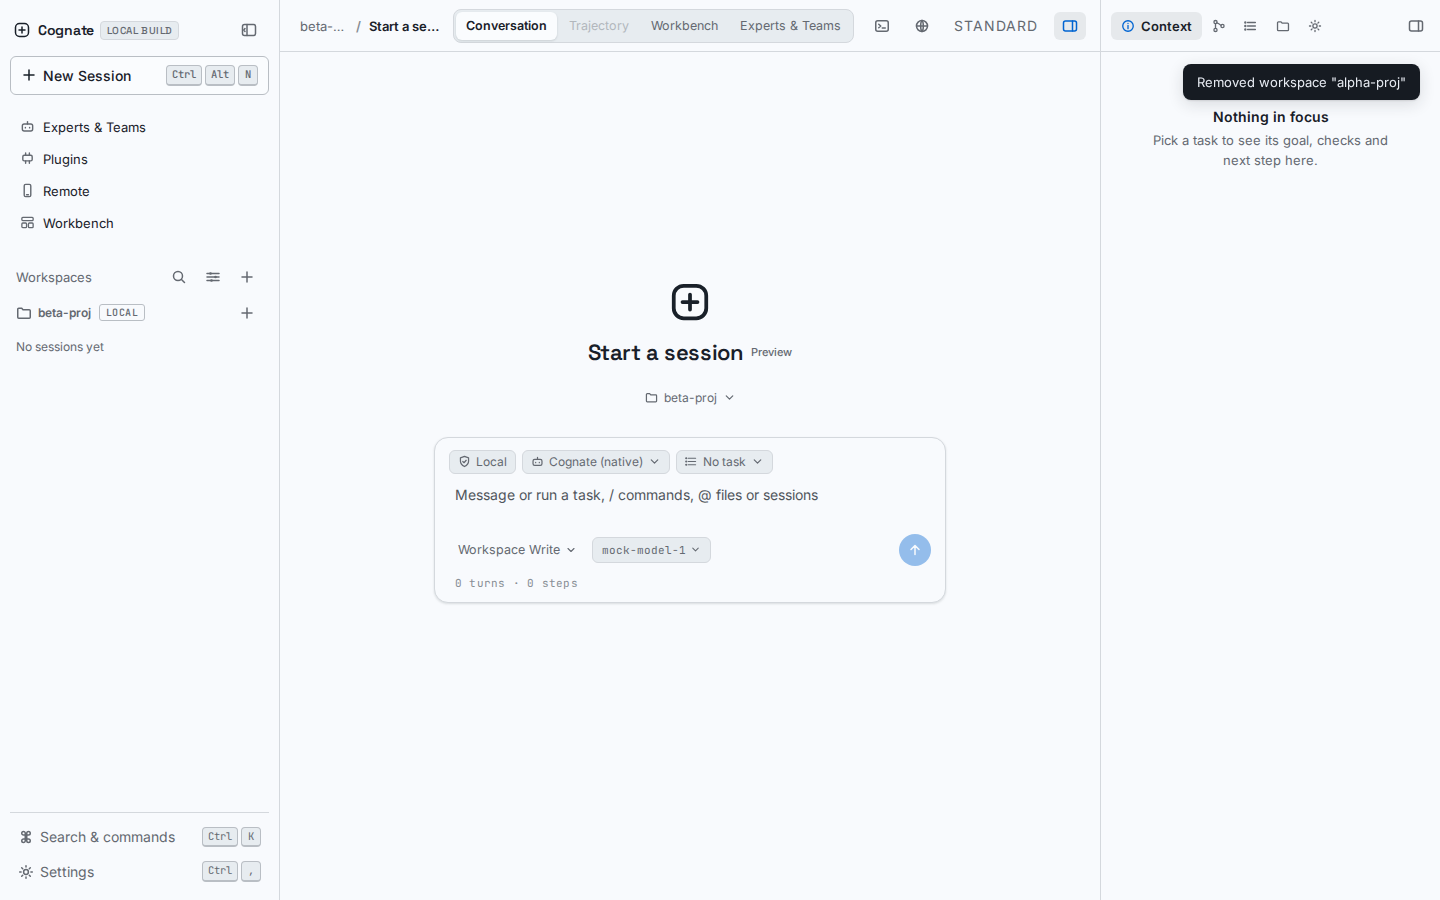 Cognate LOCAL BUILD
New Session Ctrl Alt N
Experts & Teams
Plugins
Remote
Workbench
Workspaces
beta-proj LOCAL
No sessions yet
Search & commands Ctrl K
Settings Ctrl ,
beta-... / Start a se... Conversation Trajectory Workbench Experts & Teams STANDARD
Start a session Preview
beta-proj
Local Cognate (native) No task
Message or run a task, / commands, @ files or sessions
Workspace Write mock-model-1
0 turns · 0 steps
Context
Removed workspace "alpha-proj"
Nothing in focus
Pick a task to see its goal, checks and
next step here.